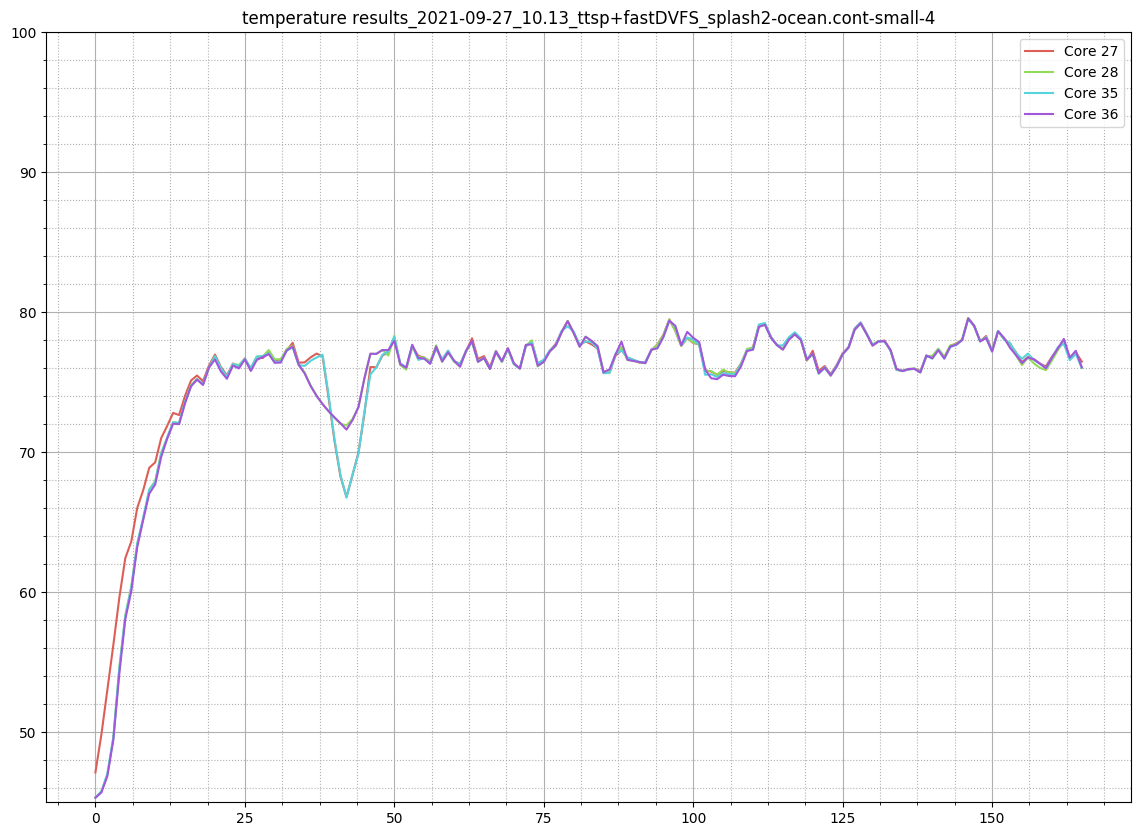 temperature results_2021-09-27_10.13_ttsp+fastDVFS_splash2-ocean.cont-small-4
Core 27
Core 28
Core 35
Core 36
100
90
80
70
60
50
0 25 50 75 100 125 150